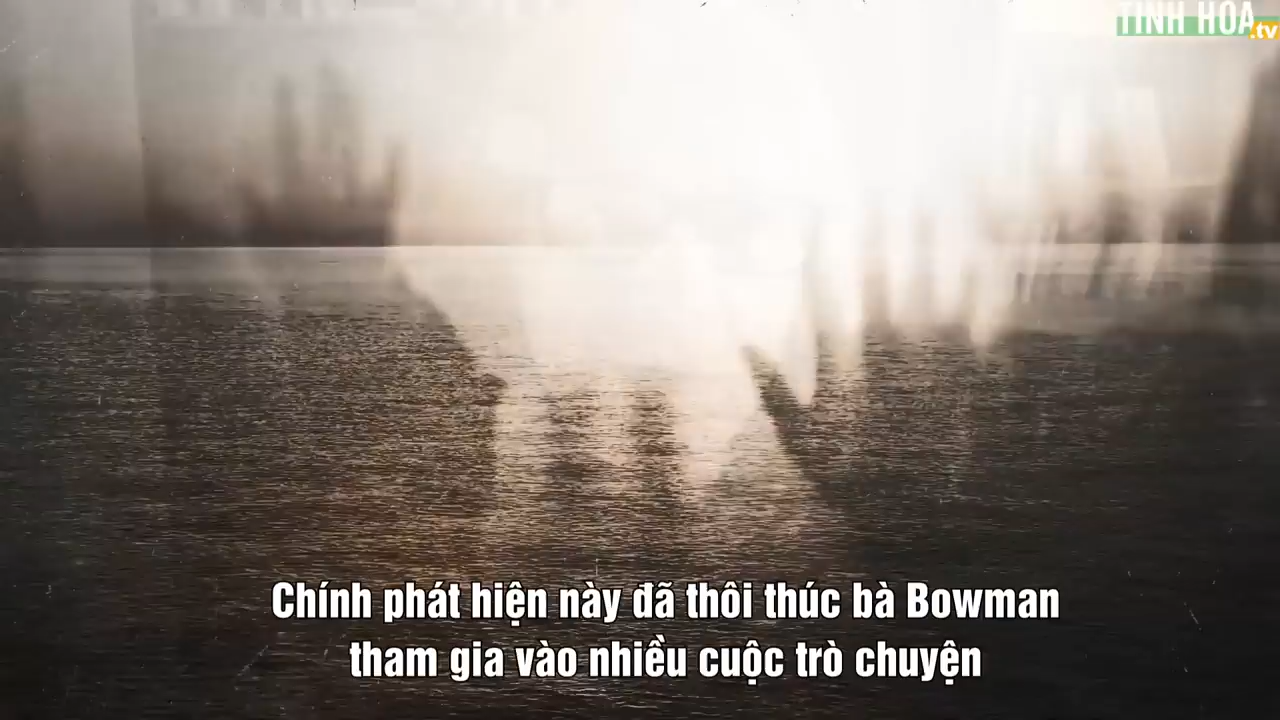 TINH HOA
.tv
Chính phát hiện này đã thôi thúc bà Bowman
tham gia vào nhiều cuộc trò chuyện